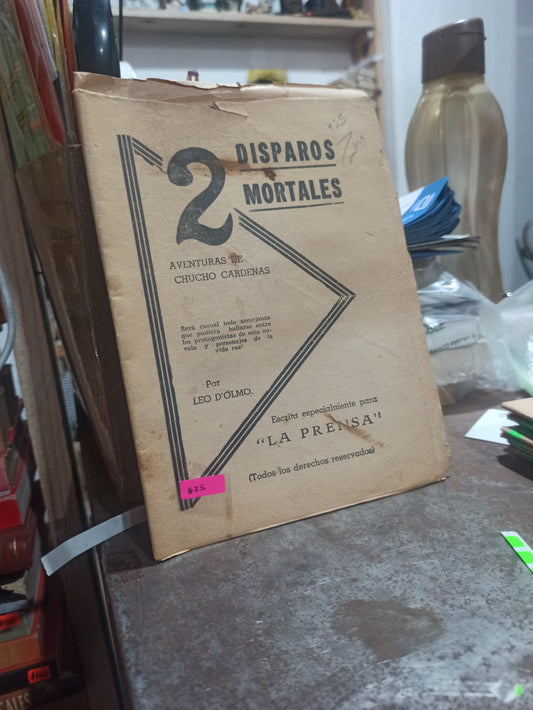 2 DISPAROS
MORTALES
AVENTURAS DE
CHUCHO CARDENAS
Será casual toda semejanza
que pudiera hallarse entre
los protagonistas de esta no-
vela y personajes de la
vida real
Por
LEO D'OLMO.
Escrita especialmente para
"LA PRENSA"
(Todos los derechos reservados)
$25